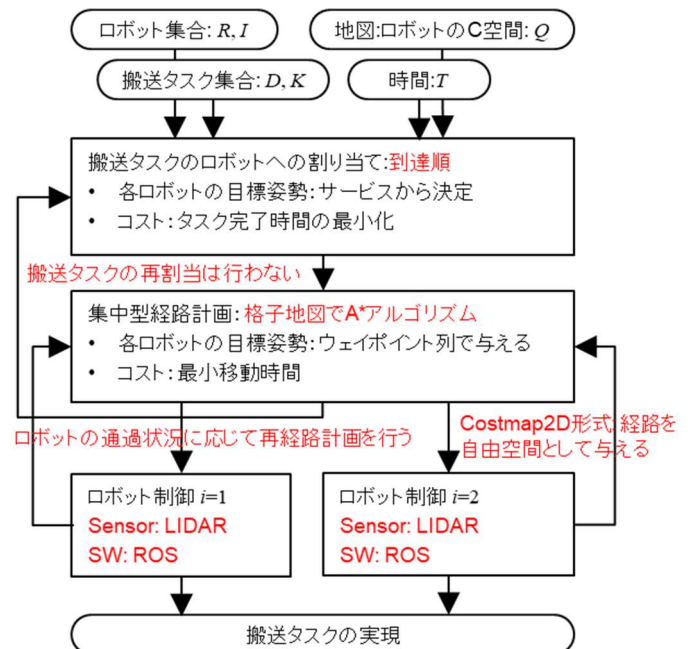 ロボット集合: R, I
地図:ロボットのC空間: Q
搬送タスク集合: D, K
時間:T
搬送タスクのロボットへの割り当て:到達順
• 各ロボットの目標姿勢:サービスから決定
• コスト:タスク完了時間の最小化
搬送タスクの再割当は行わない
集中型経路計画: 格子地図でA*アルゴリズム
• 各ロボットの目標姿勢:ウェイポイント列で与える
• コスト:最小移動時間
ロボットの通過状況に応じて再経路計画を行う
Costmap2D形式:経路を
自由空間として与える
ロボット制御 i=1
Sensor: LIDAR
SW: ROS
ロボット制御 i=2
Sensor: LIDAR
SW: ROS
搬送タスクの実現